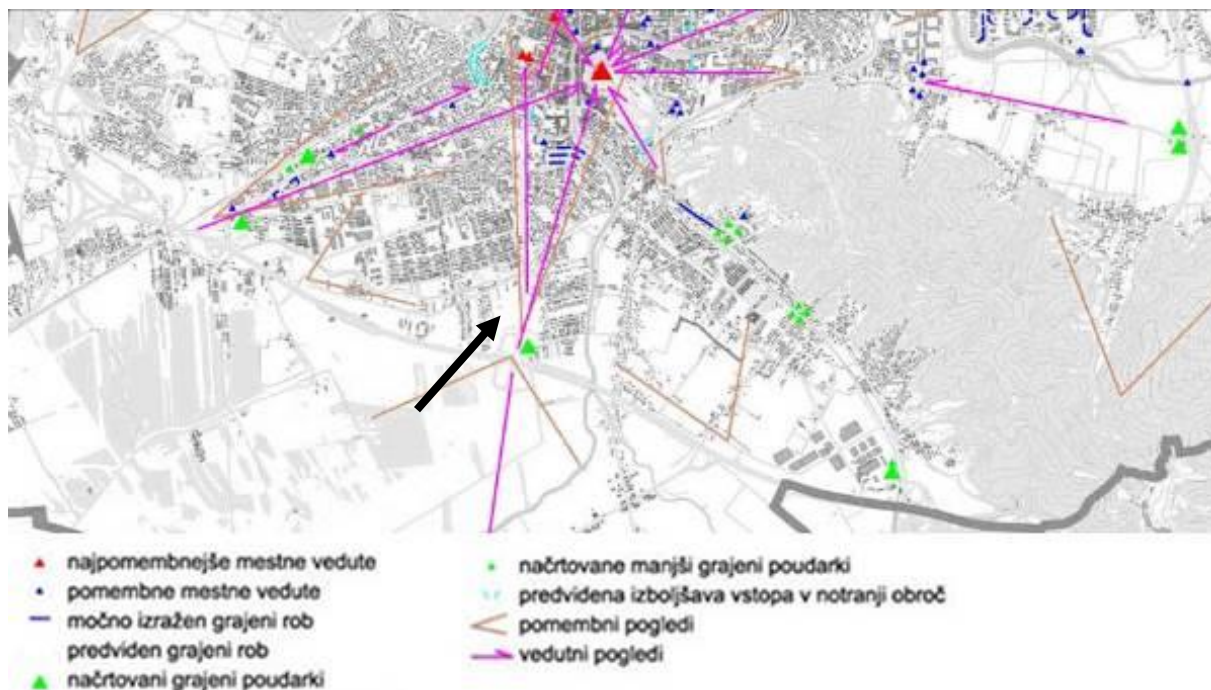 najpomembnejše mestne vedute
pomembne mestne vedute
močno izražen grajeni rob
predviden grajeni rob
načrtovani grajeni poudarki
načrtovane manjši grajeni poudarki
predvidena izboljšava vstopa v notranji obroč
pomembni pogledi
vedutni pogledi